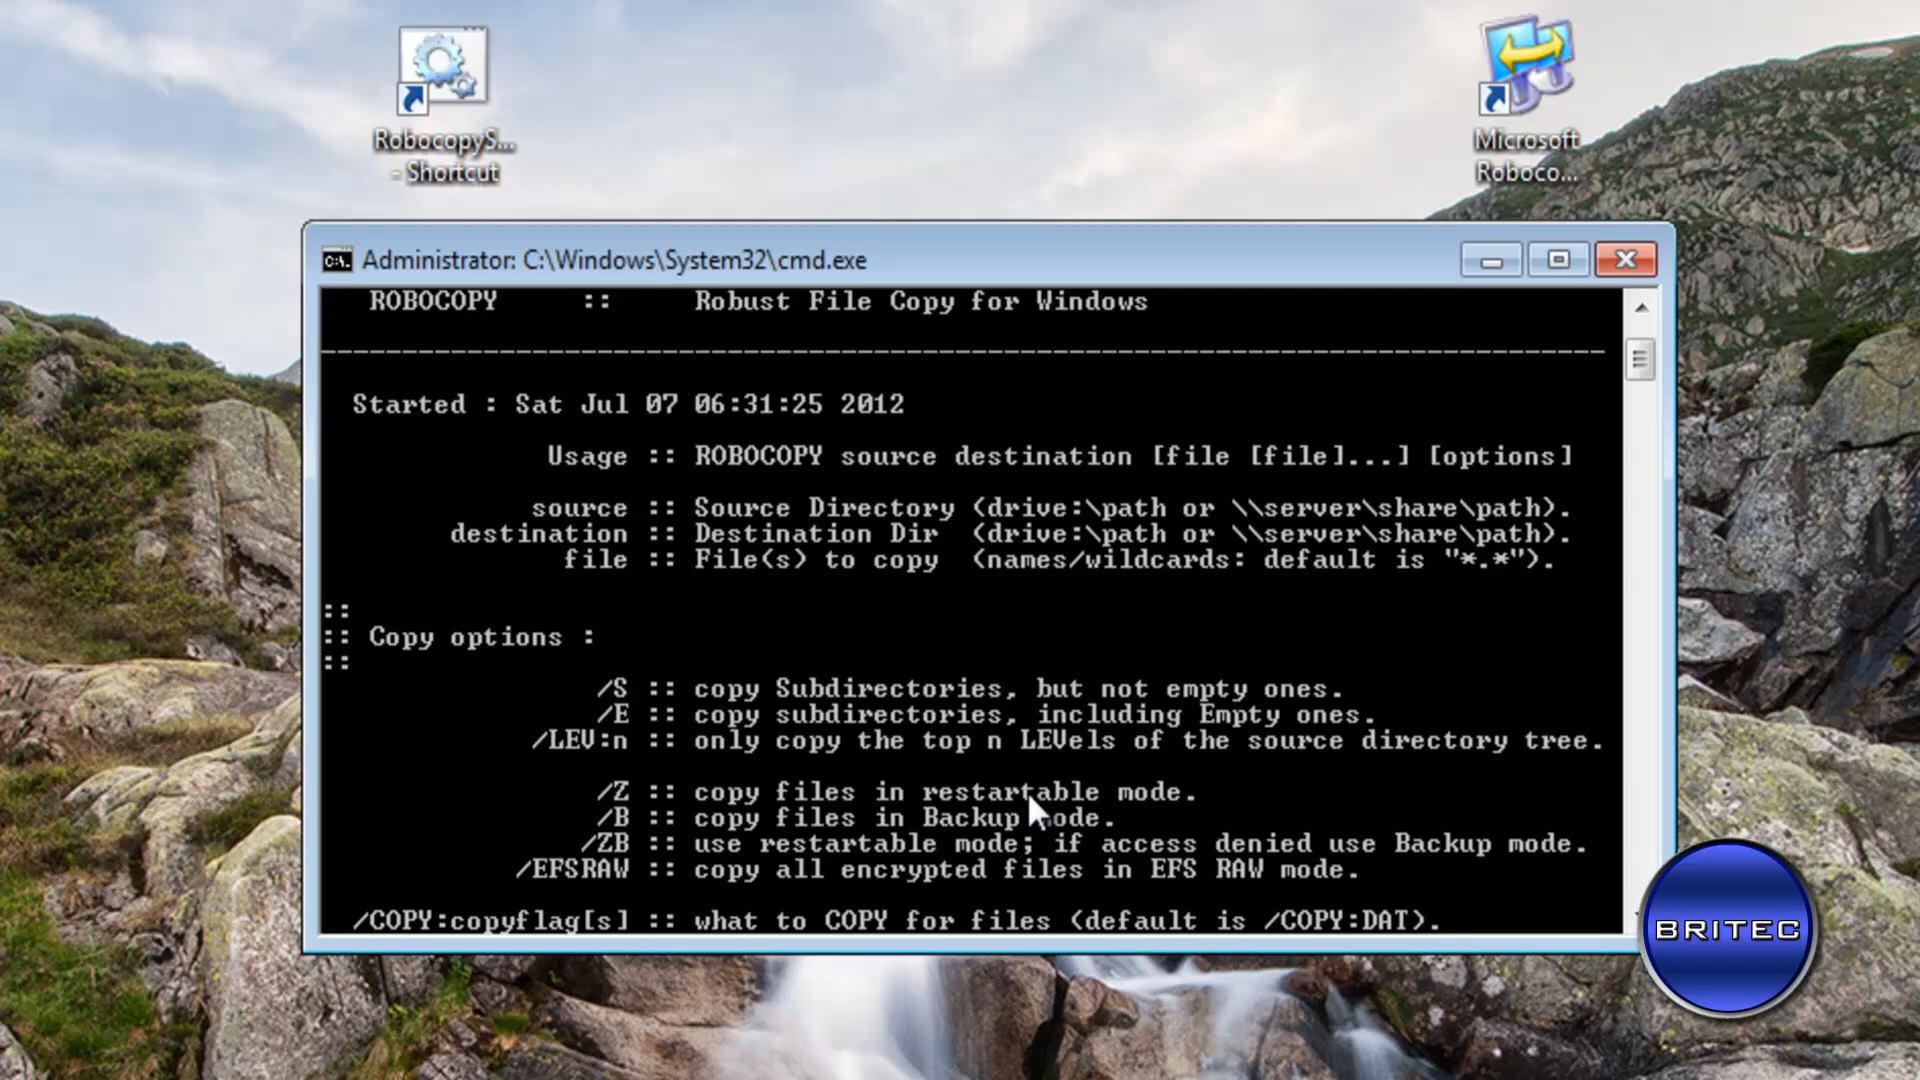 RobocopyS...
- Shortcut
Microsoft
Roboco...
C:\. Administrator: C:\Windows\System32\cmd.exe
ROBOCOPY :: Robust File Copy for Windows
-------------------------------------------------------------------------------
Started : Sat Jul 07 06:31:25 2012
Usage :: ROBOCOPY source destination [file [file]...] [options]
source :: Source Directory (drive:\path or \\server\share\path).
destination :: Destination Dir (drive:\path or \\server\share\path).
file :: File(s) to copy (names/wildcards: default is "*.*").
::
:: Copy options :
::
/S :: copy Subdirectories, but not empty ones.
/E :: copy subdirectories, including Empty ones.
/LEV:n :: only copy the top n LEVels of the source directory tree.
/Z :: copy files in restartable mode.
/B :: copy files in Backup mode.
/ZB :: use restartable mode; if access denied use Backup mode.
/EFSRAW :: copy all encrypted files in EFS RAW mode.
/COPY:copyflag[s] :: what to COPY for files (default is /COPY:DAT).
BRITEC